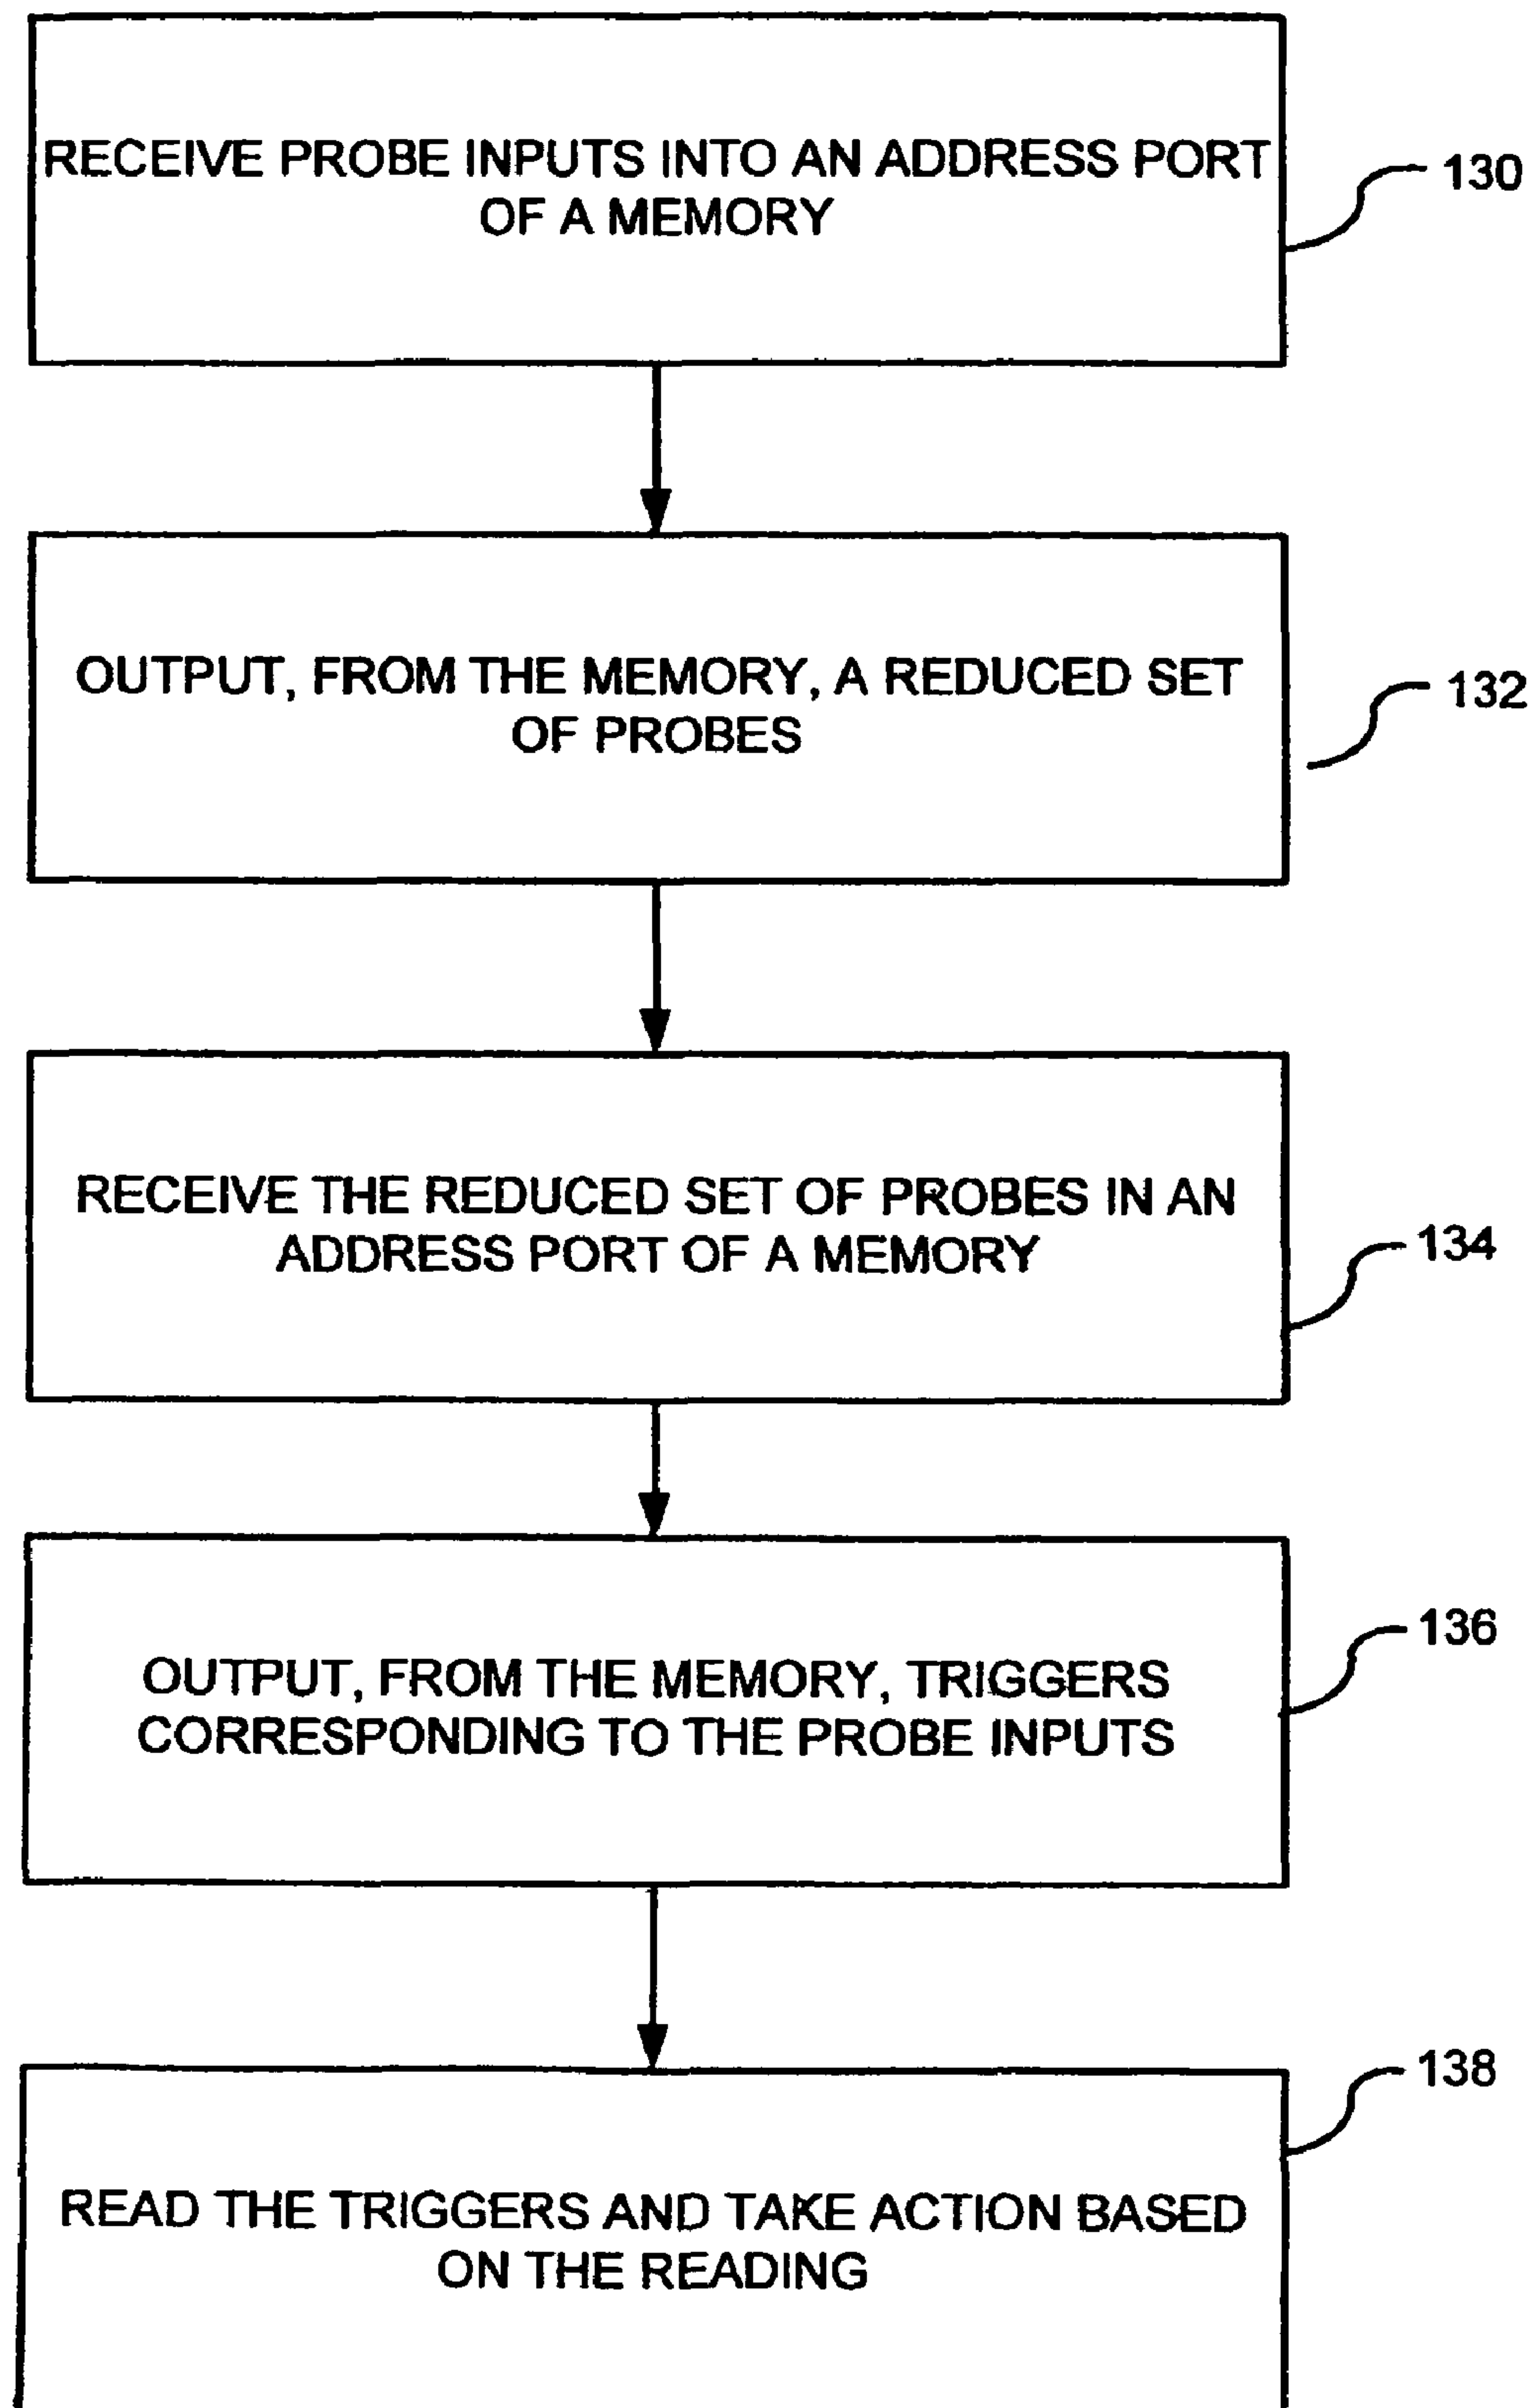 RECEIVE PROBE INPUTS INTO AN ADDRESS PORT
OF A MEMORY
130
OUTPUT, FROM THE MEMORY, A REDUCED SET
OF PROBES
132
RECEIVE THE REDUCED SET OF PROBES IN AN
ADDRESS PORT OF A MEMORY
134
OUTPUT, FROM THE MEMORY, TRIGGERS
CORRESPONDING TO THE PROBE INPUTS
136
READ THE TRIGGERS AND TAKE ACTION BASED
ON THE READING
138